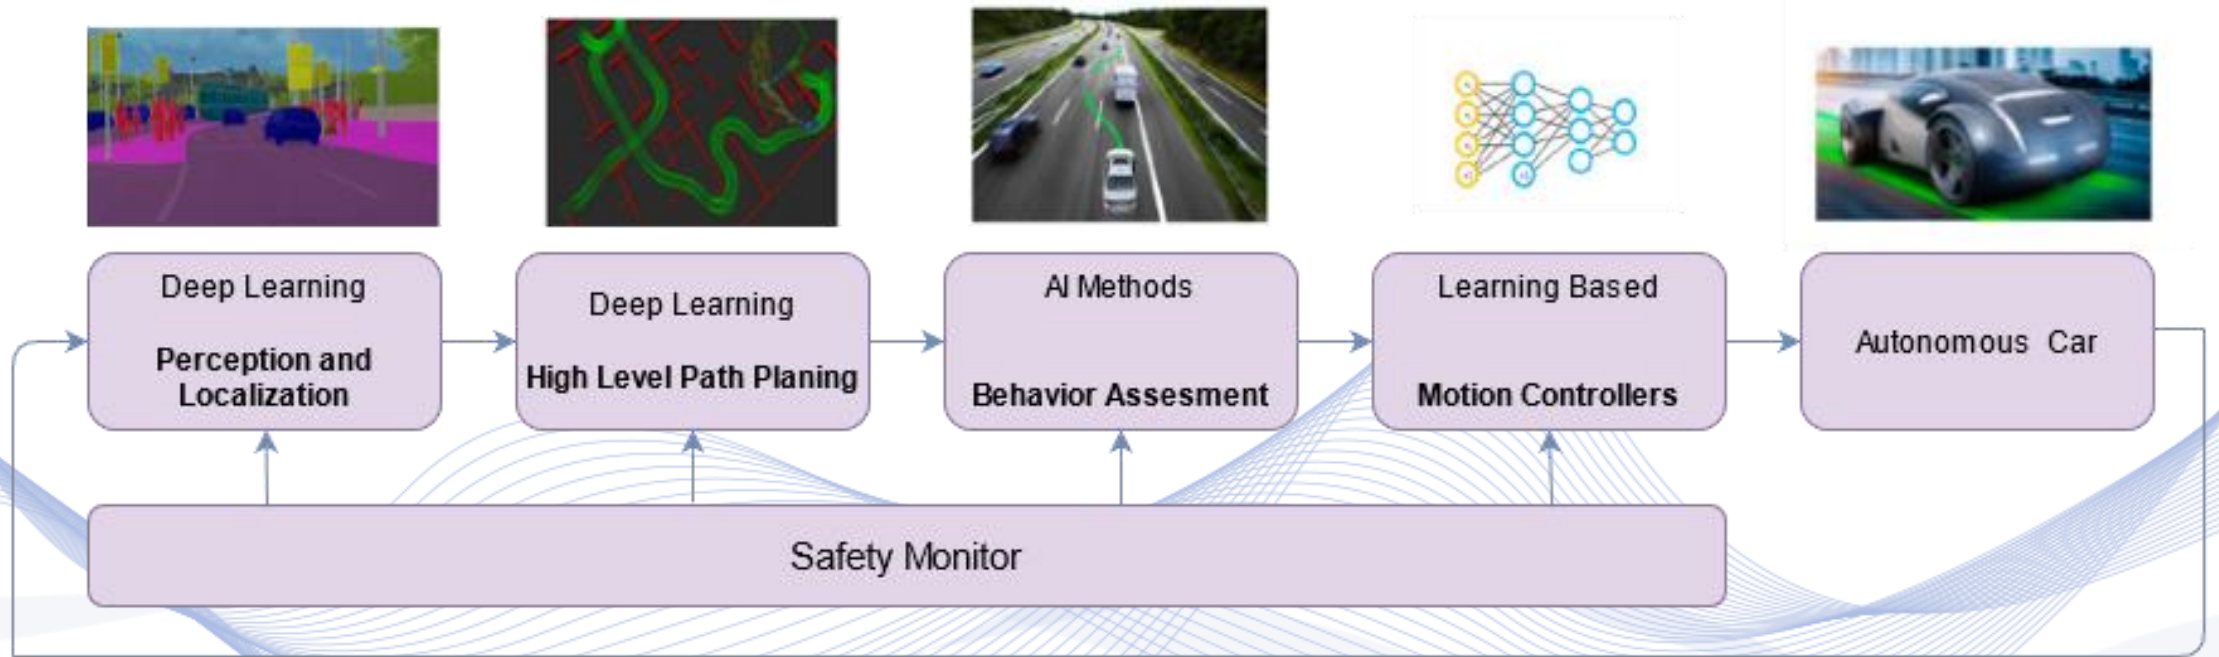 Deep Learning
Perception and
Localization
Deep Learning
High Level Path Planing
AI Methods
Behavior Assesment
Learning Based
Motion Controllers
Autonomous Car
Safety Monitor